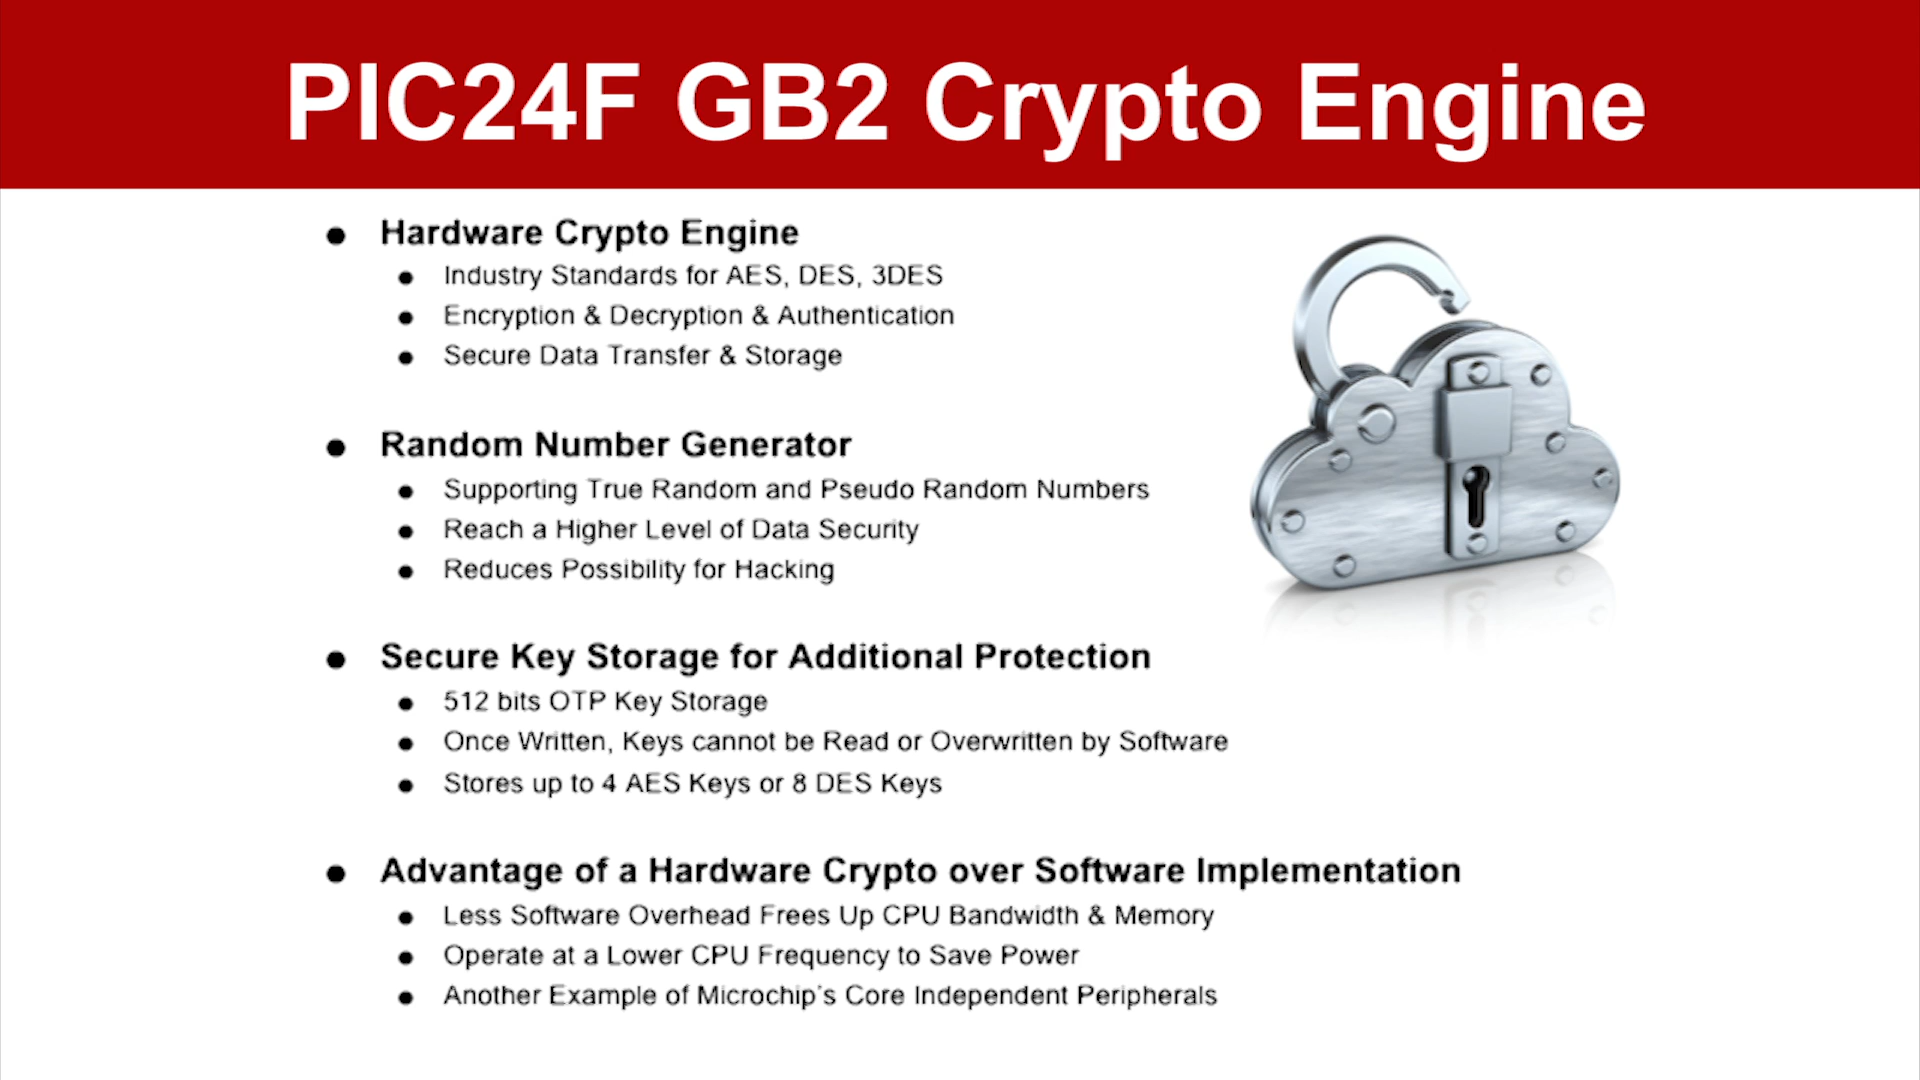 PIC24F GB2 Crypto Engine
● Hardware Crypto Engine
● Industry Standards for AES, DES, 3DES
● Encryption & Decryption & Authentication
● Secure Data Transfer & Storage
● Random Number Generator
● Supporting True Random and Pseudo Random Numbers
● Reach a Higher Level of Data Security
● Reduces Possibility for Hacking
● Secure Key Storage for Additional Protection
● 512 bits OTP Key Storage
● Once Written, Keys cannot be Read or Overwritten by Software
● Stores up to 4 AES Keys or 8 DES Keys
● Advantage of a Hardware Crypto over Software Implementation
● Less Software Overhead Frees Up CPU Bandwidth & Memory
● Operate at a Lower CPU Frequency to Save Power
● Another Example of Microchip's Core Independent Peripherals